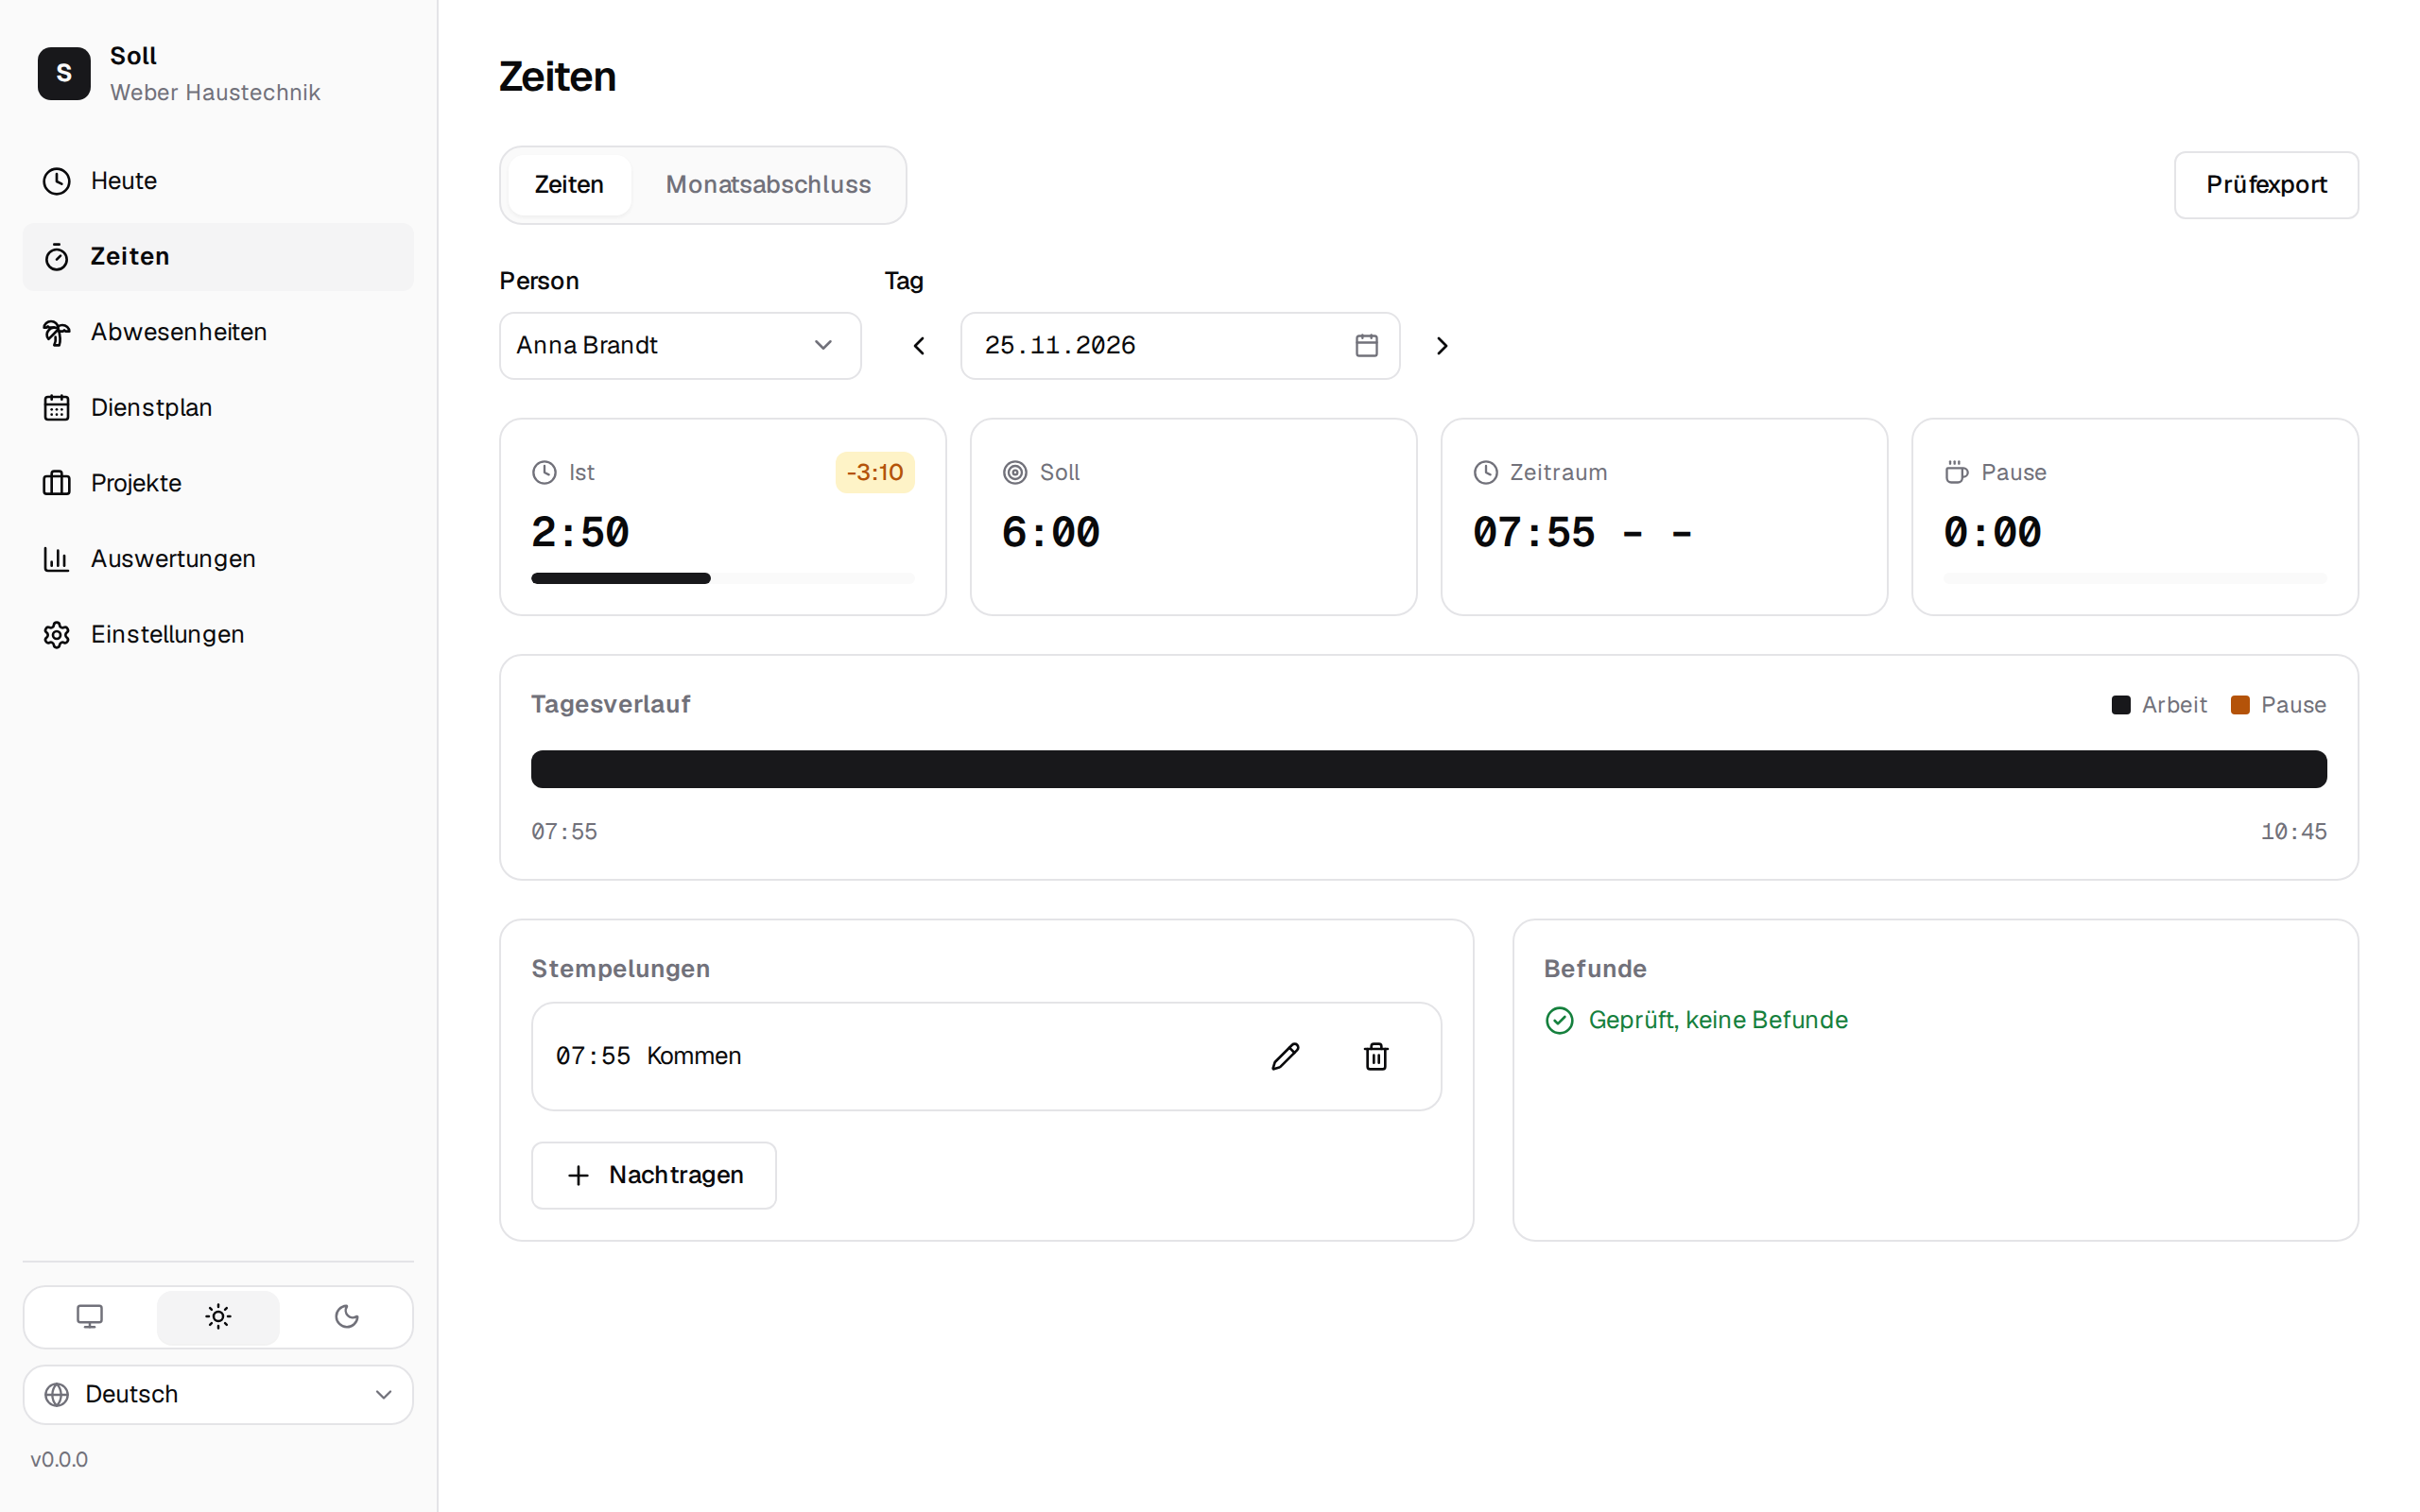 S
Soll
Weber Haustechnik
Heute
Zeiten
Abwesenheiten
Dienstplan
Projekte
Auswertungen
Einstellungen
Deutsch
v0.0.0
Zeiten
Zeiten Monatsabschluss Prüfexport
Person Tag
Anna Brandt 25.11.2026
Ist -3:10
2:50
Soll
6:00
Zeitraum
07:55 – –
Pause
0:00
Tagesverlauf Arbeit Pause
07:55 10:45
Stempelungen
07:55 Kommen
Nachtragen
Befunde
Geprüft, keine Befunde